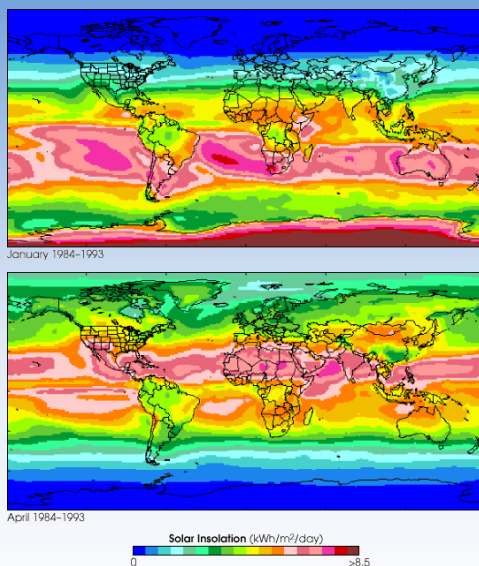 January 1984–1993
April 1984–1993
Solar Insolation (kWh/m²/day)
0 >8.5